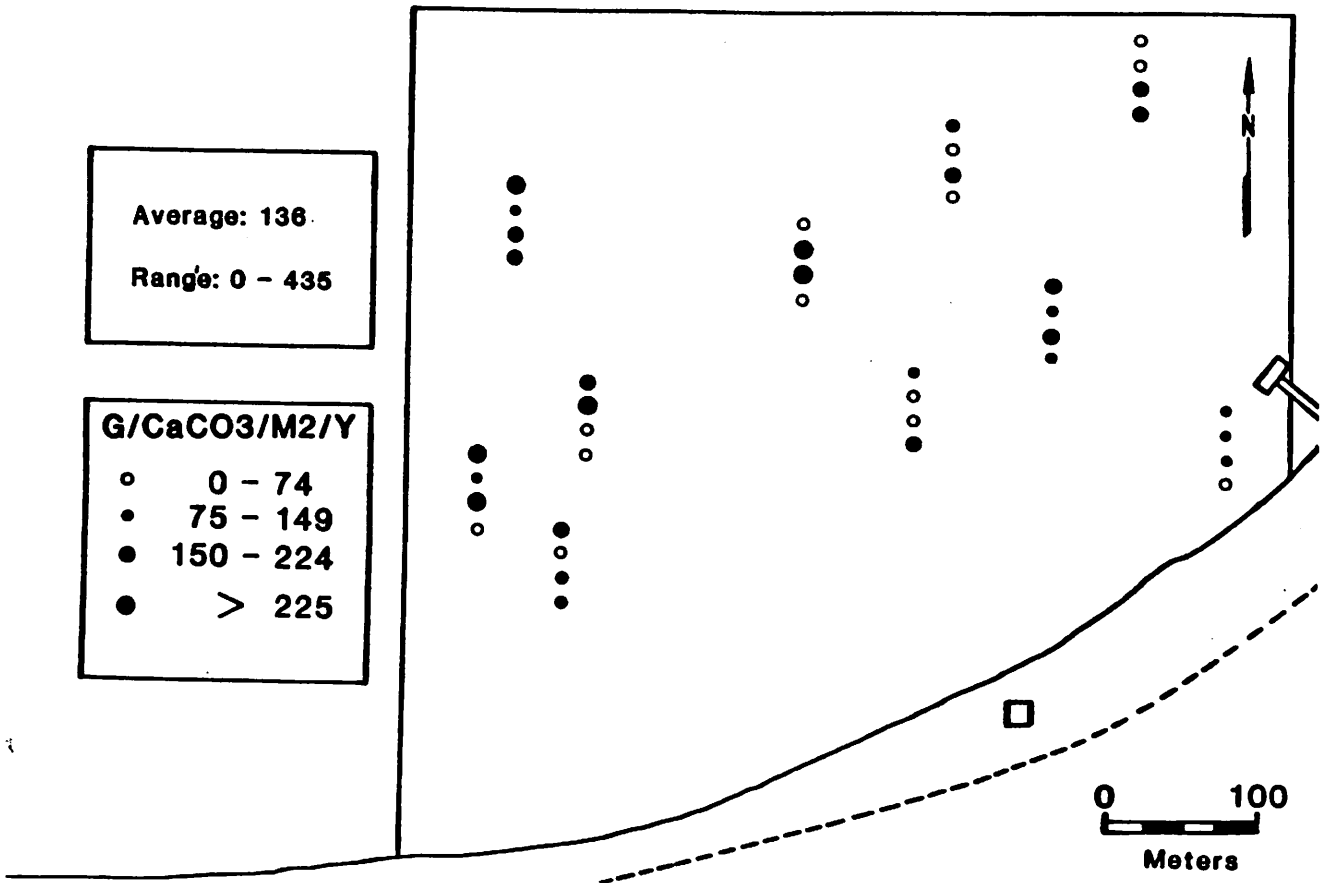 N
Average: 136
Range: 0 - 435
G/CaCO3/M2/Y
0 - 74
75 - 149
150 - 224
> 225
0 100
Meters